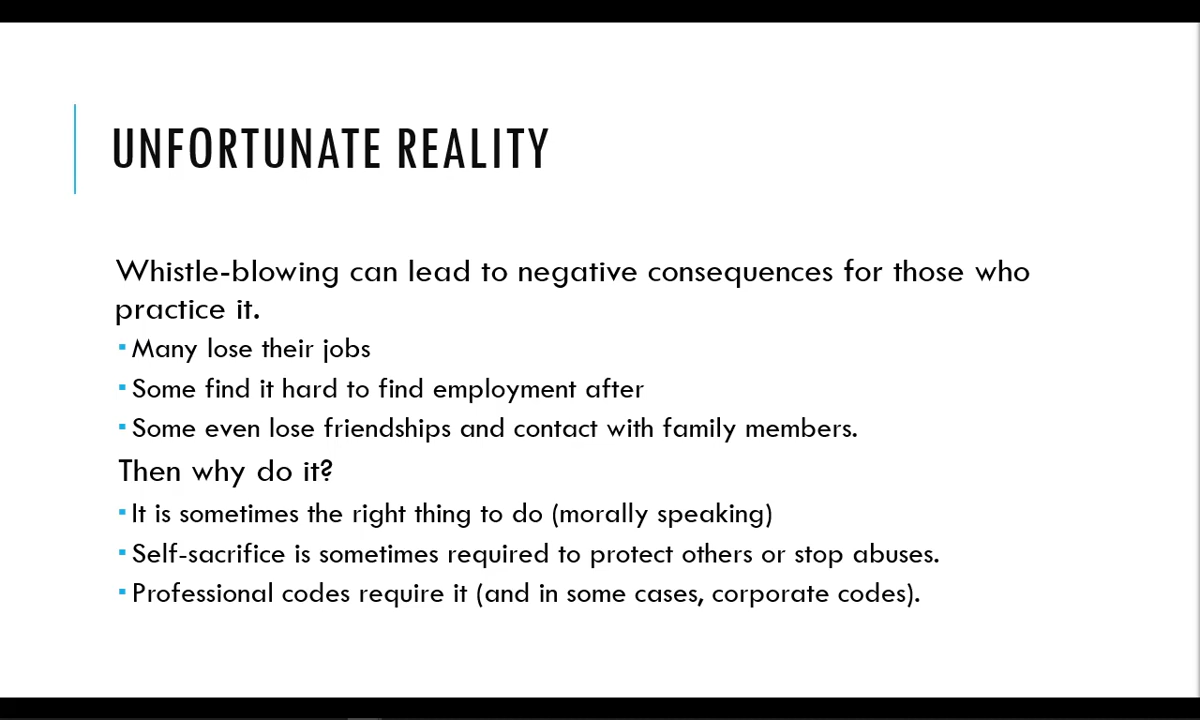 UNFORTUNATE REALITY
Whistle-blowing can lead to negative consequences for those who
practice it.
▪Many lose their jobs
▪Some find it hard to find employment after
▪Some even lose friendships and contact with family members.
Then why do it?
▪It is sometimes the right thing to do (morally speaking)
▪Self-sacrifice is sometimes required to protect others or stop abuses.
▪Professional codes require it (and in some cases, corporate codes).